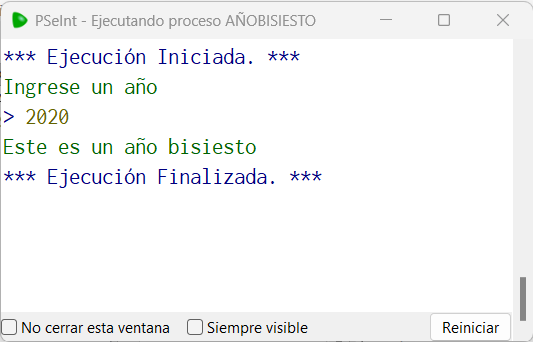 PSeInt - Ejecutando proceso AÑOBISIESTO
*** Ejecución Iniciada. ***
Ingrese un año
> 2020
Este es un año bisiesto
*** Ejecución Finalizada. ***
No cerrar esta ventana
Siempre visible
Reiniciar